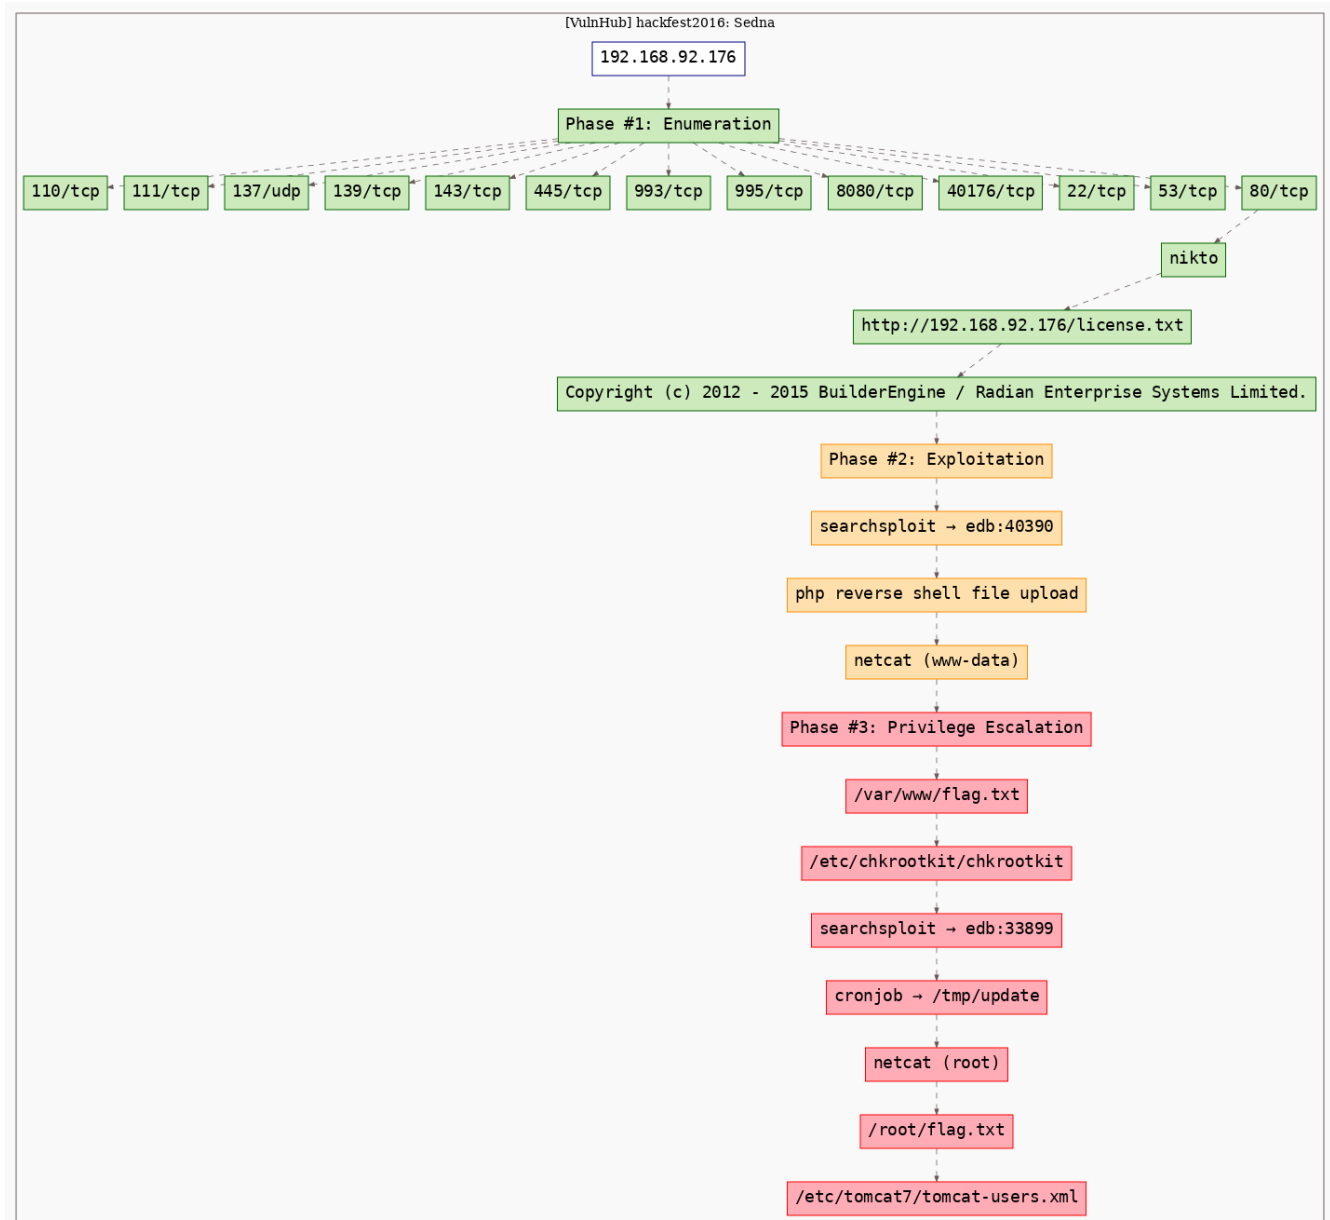 [VulnHub] hackfest2016: Sedna
192.168.92.176
Phase #1: Enumeration
110/tcp
111/tcp
137/udp
139/tcp
143/tcp
445/tcp
993/tcp
995/tcp
8080/tcp
40176/tcp
22/tcp
53/tcp
80/tcp
nikto
http://192.168.92.176/license.txt
Copyright (c) 2012 - 2015 BuilderEngine / Radian Enterprise Systems Limited.
Phase #2: Exploitation
searchsploit → edb:40390
php reverse shell file upload
netcat (www-data)
Phase #3: Privilege Escalation
/var/www/flag.txt
/etc/chkrootkit/chkrootkit
searchsploit → edb:33899
cronjob → /tmp/update
netcat (root)
/root/flag.txt
/etc/tomcat7/tomcat-users.xml